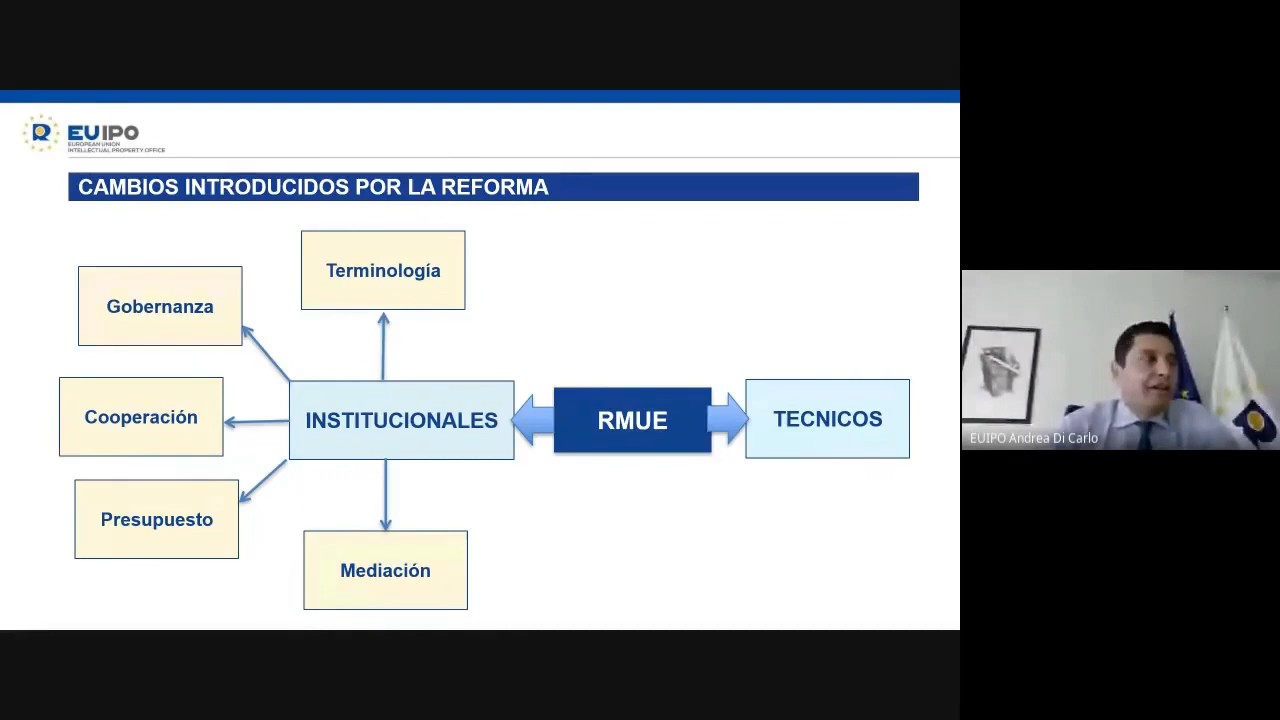 EUIPO
EUROPEAN UNION
INTELLECTUAL PROPERTY OFFICE
CAMBIOS INTRODUCIDOS POR LA REFORMA
Terminología
Gobernanza
Cooperación
INSTITUCIONALES
RMUE
TECNICOS
Presupuesto
Mediación
EUIPO Andrea Di Carlo